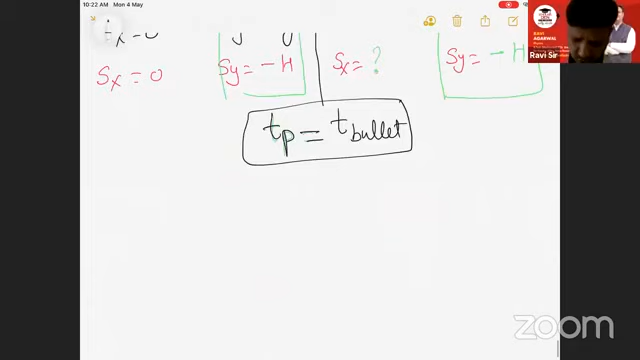 10:22 AM Mon 4 May
Sx = 0
Sy = - H
Sx = ?
Sy = - H
tp = tbullet
RAVI
AGARWAL
Ravi Sir
zoom